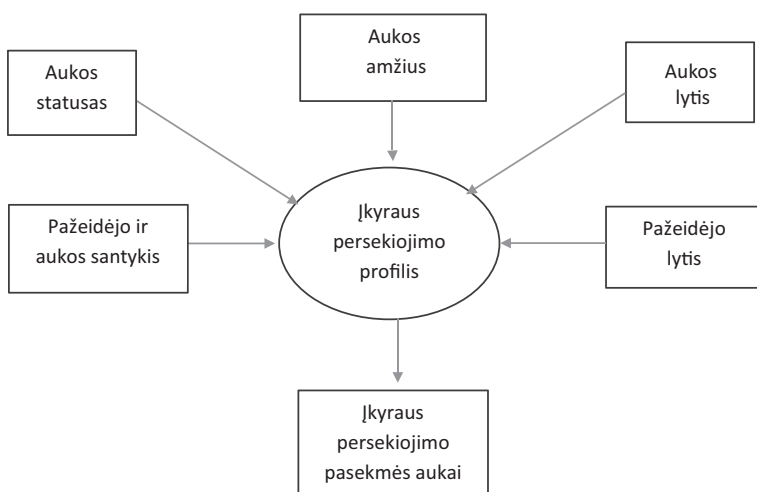 Aukos
statusas
Aukos
amžius
Aukos
lytis
Pažeidėjo ir
aukos santykis
Įkyraus
persekiojimo
profilis
Pažeidėjo
lytis
Įkyraus
persekiojimo
pasekmės aukai